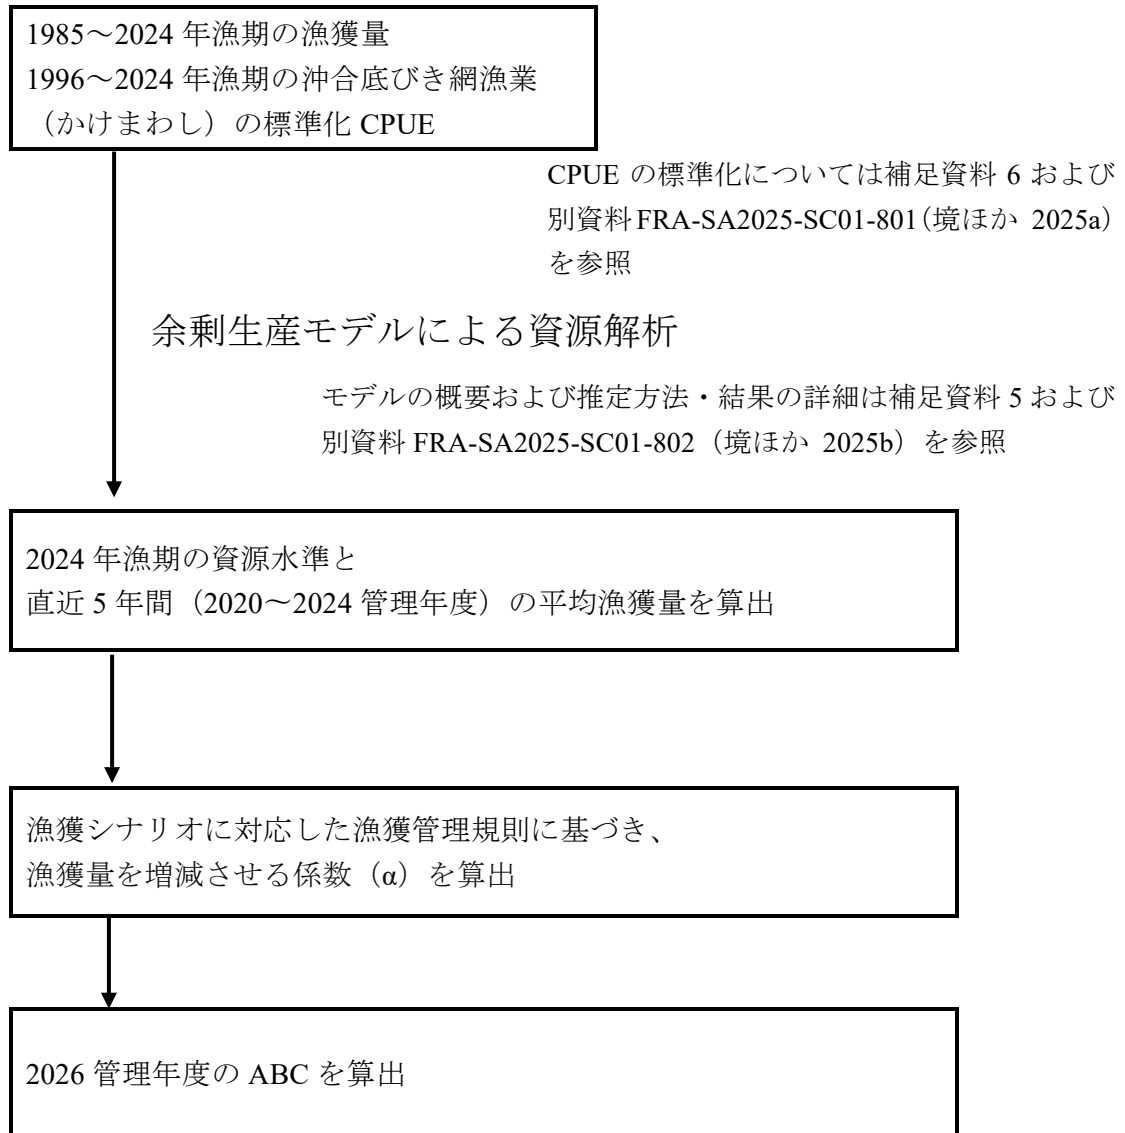 1985～2024 年漁期の漁獲量
1996～2024 年漁期の沖合底びき網漁業
（かけまわし）の標準化 CPUE
CPUE の標準化については補足資料 6 および
別資料 FRA-SA2025-SC01-801（境ほか 2025a）
を参照
余剰生産モデルによる資源解析
モデルの概要および推定方法・結果の詳細は補足資料 5 および
別資料 FRA-SA2025-SC01-802（境ほか 2025b）を参照
2024 年漁期の資源水準と
直近 5 年間（2020～2024 管理年度）の平均漁獲量を算出
漁獲シナリオに対応した漁獲管理規則に基づき、
漁獲量を増減させる係数（α）を算出
2026 管理年度の ABC を算出